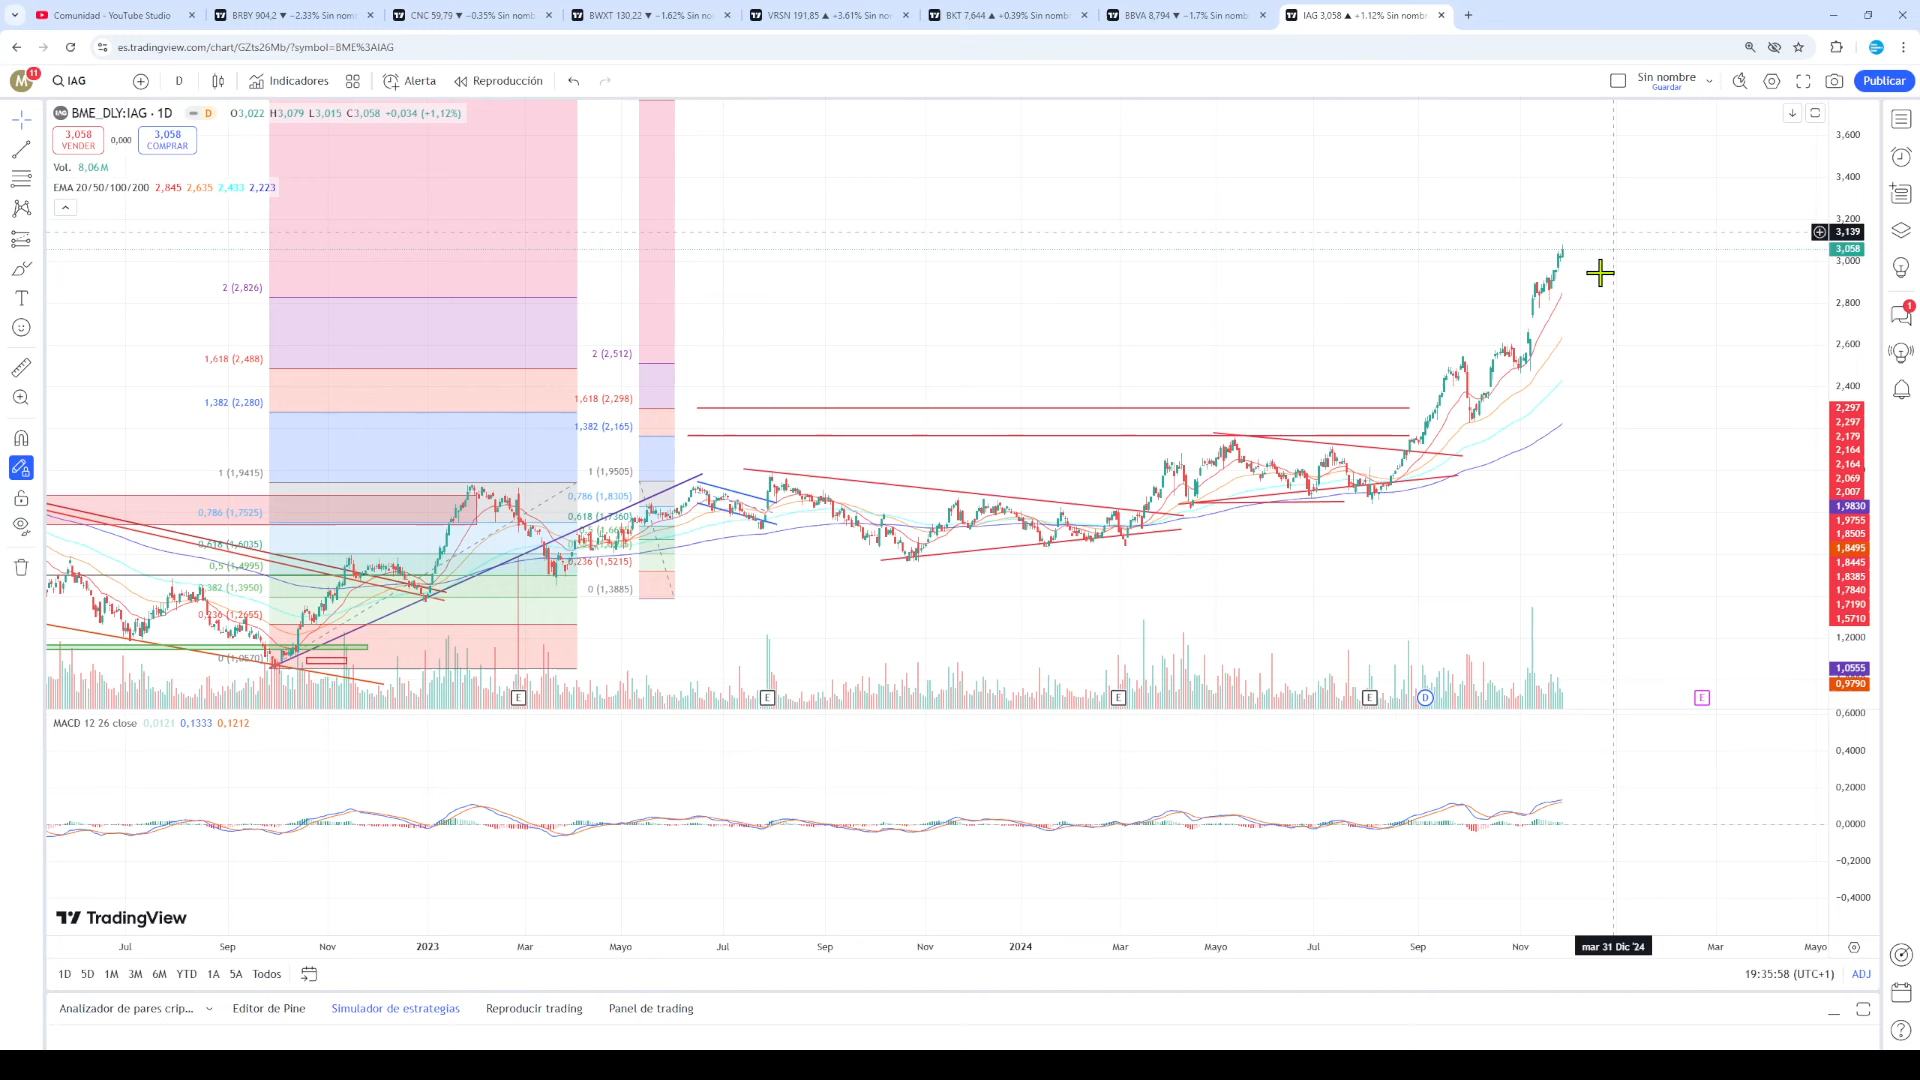 Comunidad - YouTube Studio
BRBY 904,2 ▼ −2.33% Sin nom
CNC 59,79 ▼ −0.35% Sin nomb
BWXT 130,22 ▼ −1.62% Sin nom
VRSN 191,85 ▲ +3.61% Sin nom
BKT 7,644 ▲ +0.39% Sin nombr
BBVA 8,794 ▼ −1.7% Sin nomb
IAG 3,058 ▲ +1.12% Sin nombr
es.tradingview.com/chart/GZts26Mb/?symbol=BME%3AIAG
M
11
IAG
D
Indicadores
Alerta
Reproducción
Sin nombre
Guardar
Publicar
BME_DLY:IAG · 1D
D
O3,022 H3,079 L3,015 C3,058 +0,034 (+1,12%)
3,058
VENDER
0,000
3,058
COMPRAR
Vol. 8,06M
EMA 20/50/100/200 2,845 2,635 2,433 2,223
2 (2,826)
1,618 (2,488)
1,382 (2,280)
1 (1,9415)
0,786 (1,7525)
0,618 (1,6035)
0,5 (1,4995)
0,382 (1,3950)
0,236 (1,2655)
0 (1,0570)
2 (2,512)
1,618 (2,298)
1,382 (2,165)
1 (1,9505)
0,786 (1,8305)
0,618 (1,7360)
0,236 (1,5215)
0 (1,3885)
3,600
3,400
3,200
3,139
3,058
3,000
2,800
2,600
2,400
2,297
2,297
2,179
2,164
2,164
2,069
2,007
1,9830
1,9755
1,8505
1,8495
1,8445
1,8385
1,7840
1,7190
1,5710
1,2000
1,0555
0,9790
E
E
E
E
D
E
MACD 12 26 close 0,0121 0,1333 0,1212
0,6000
0,4000
0,2000
0,0000
−0,2000
−0,4000
TradingView
Jul
Sep
Nov
2023
Mar
Mayo
Jul
Sep
Nov
2024
Mar
Mayo
Jul
Sep
Nov
mar 31 Dic '24
Mar
Mayo
1D 5D 1M 3M 6M YTD 1A 5A Todos
19:35:58 (UTC+1)
ADJ
Analizador de pares crip...
Editor de Pine
Simulador de estrategias
Reproducir trading
Panel de trading
1